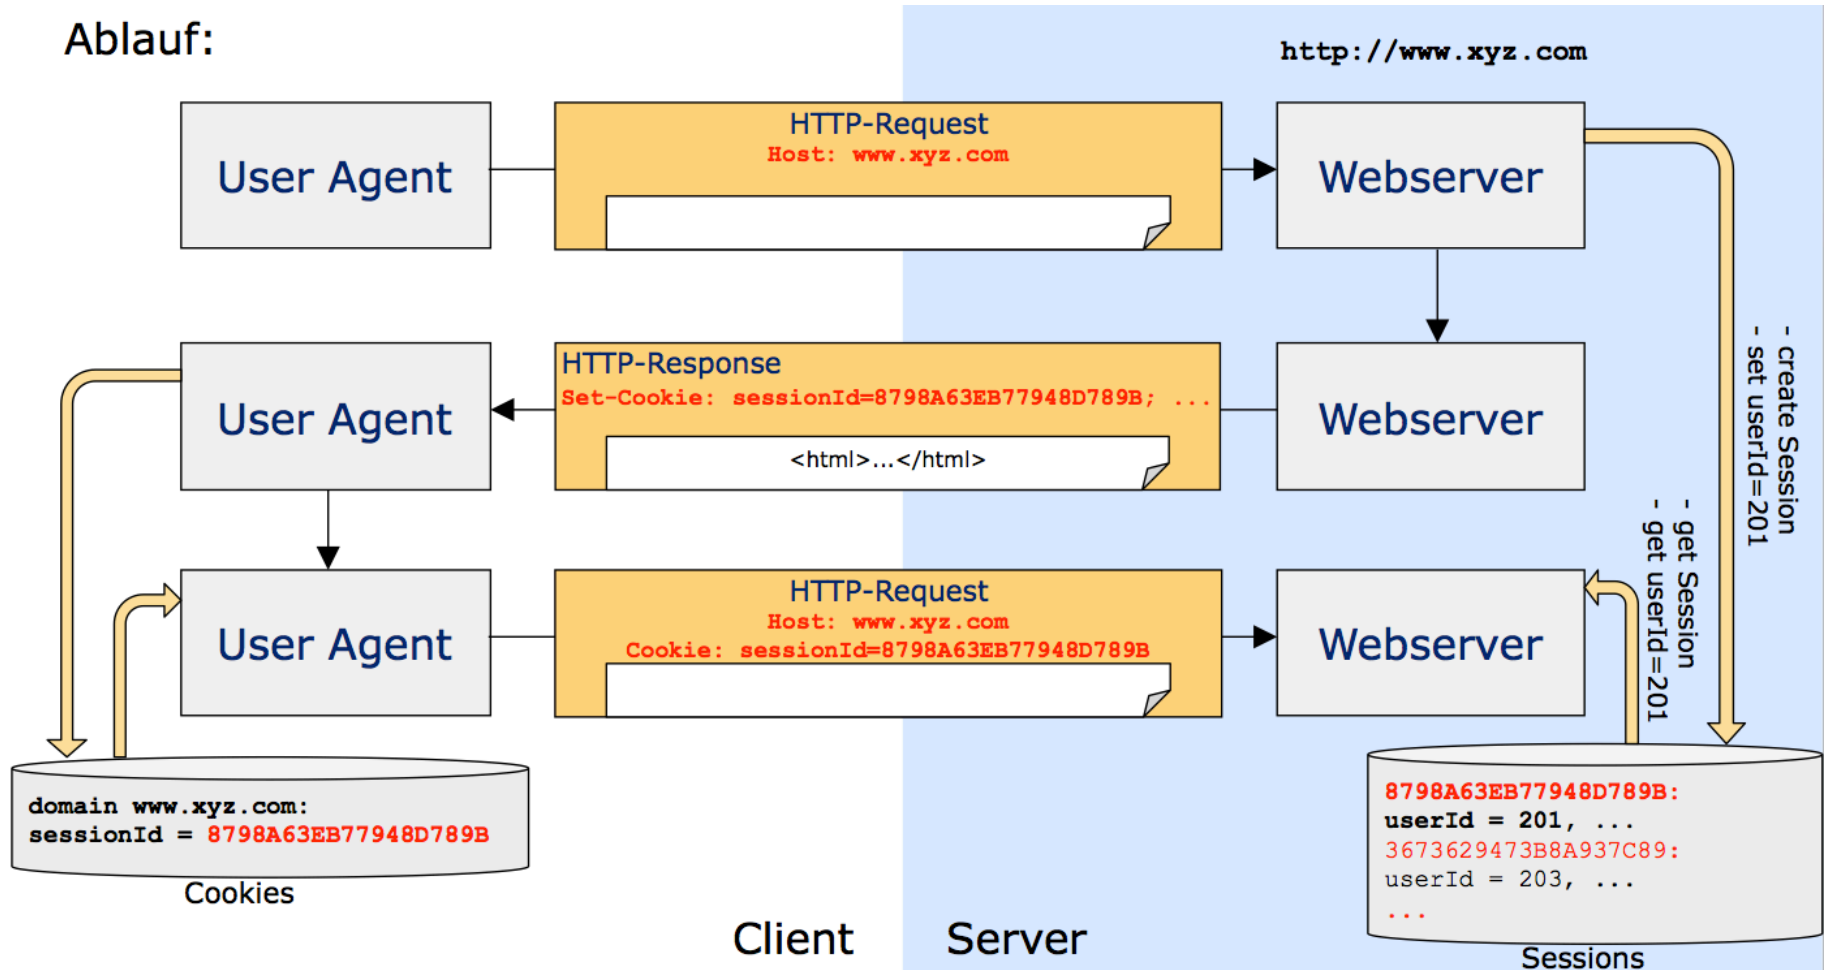 Ablauf:
http://www.xyz.com
User Agent
HTTP-Request
Host: www.xyz.com
Webserver
- create Session
- set userId=201
User Agent
HTTP-Response
Set-Cookie: sessionId=8798A63EB77948D789B; ...
<html>...</html>
Webserver
- get Session
- get userId=201
User Agent
HTTP-Request
Host: www.xyz.com
Cookie: sessionId=8798A63EB77948D789B
Webserver
domain www.xyz.com:
sessionId = 8798A63EB77948D789B
Cookies
8798A63EB77948D789B:
userId = 201, ...
3673629473B8A937C89:
userId = 203, ...
...
Sessions
Client
Server